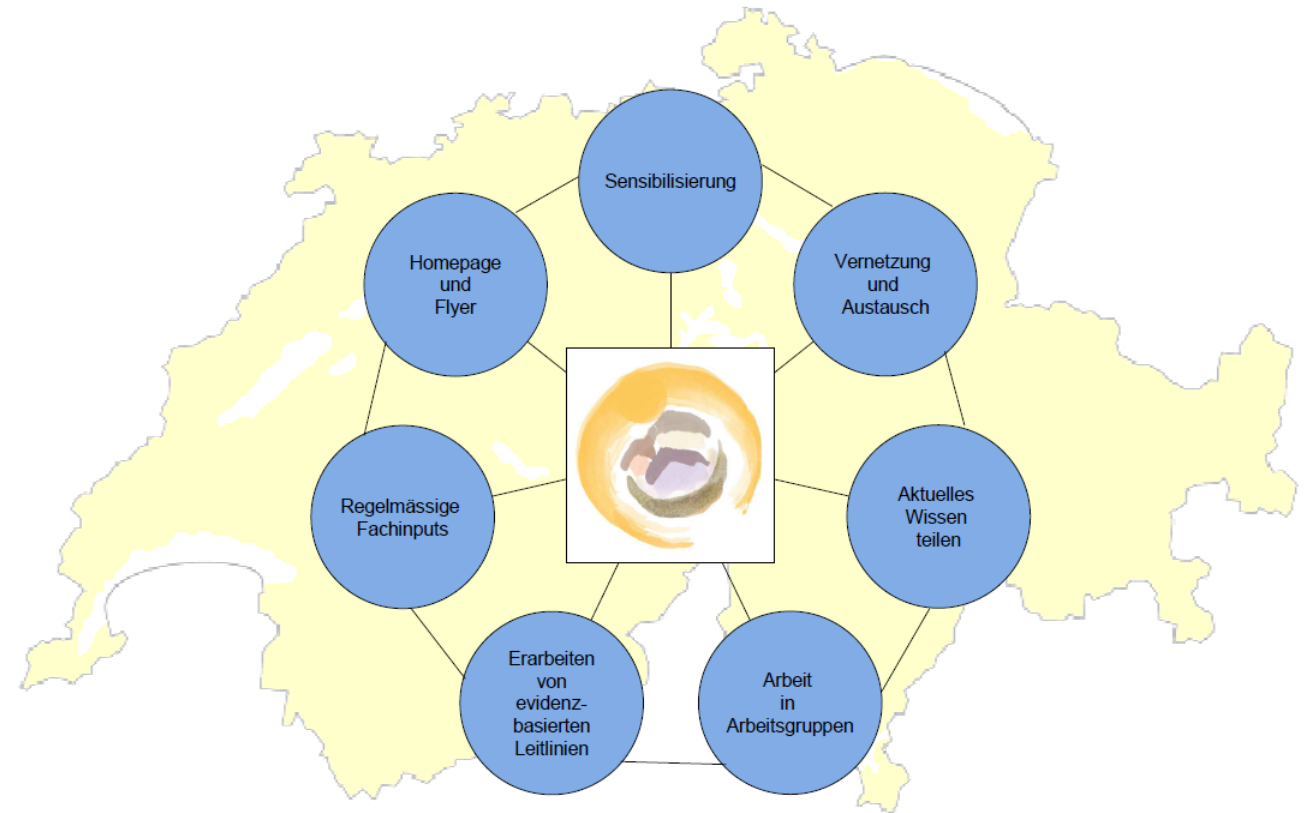 Sensibilisierung
Vernetzung
und
Austausch
Aktuelles
Wissen
teilen
Arbeit
in
Arbeitsgruppen
Erarbeiten
von
evidenz-
basierten
Leitlinien
Regelmässige
Fachinputs
Homepage
und
Flyer